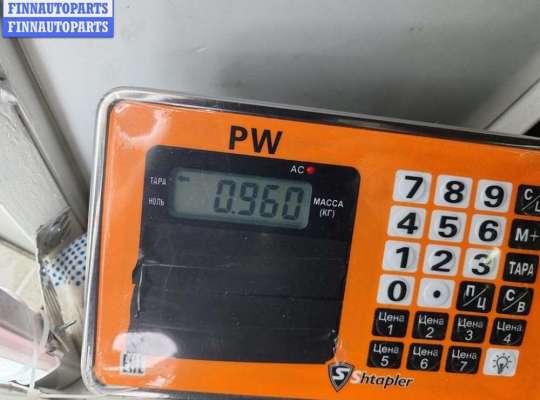 FINNAUTOPARTS
FINNAUTOPARTS
PW
AC
ТАРА
НОЛЬ
0.960
МАССА
(КГ)
7 8 9 С/
4 5 6 М+
1 2 3 ТАРА
0 . П/Ц С/В
Цена 1 Цена 2 Цена 3 Цена 4
Цена 5 Цена 6 Цена 7
EAC
Shtapler